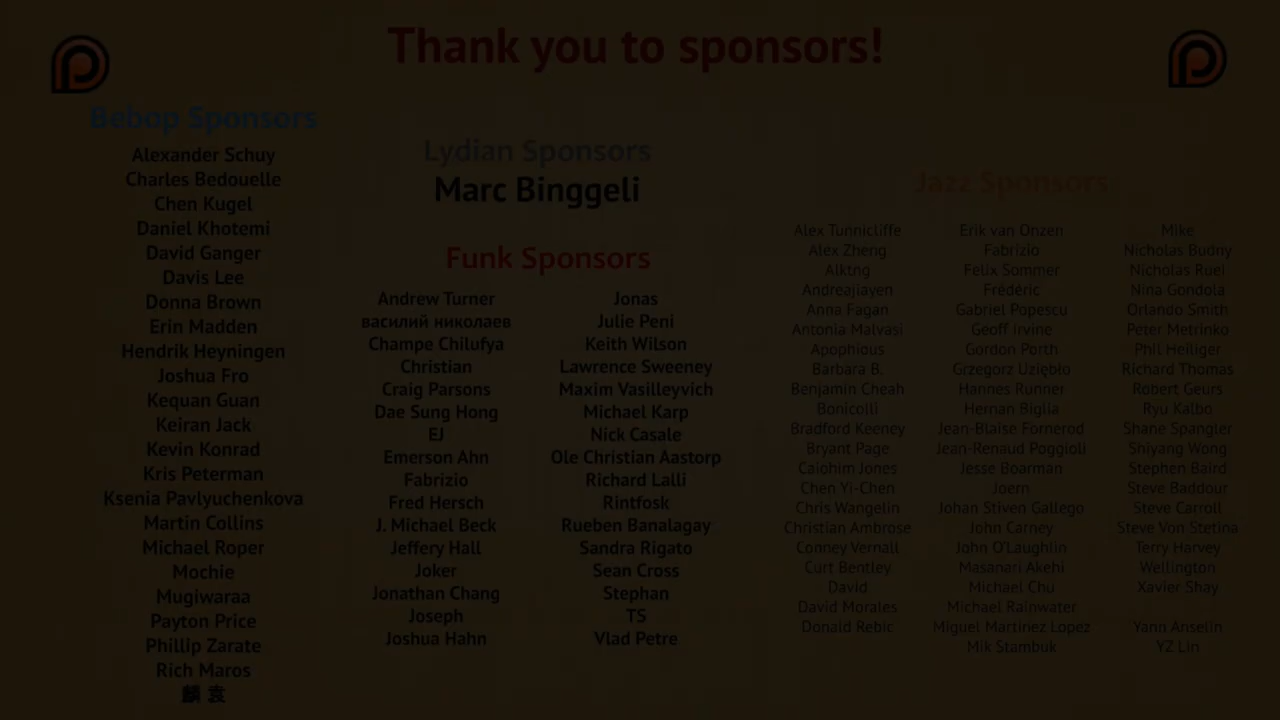 Thank you to sponsors!
Bebop Sponsors
Alexander Schuy
Charles Bedouelle
Chen Kugel
Daniel Khotemi
David Ganger
Davis Lee
Donna Brown
Erin Madden
Hendrik Heyningen
Joshua Fro
Kequan Guan
Keiran Jack
Kevin Konrad
Kris Peterman
Ksenia Pavlyuchenkova
Martin Collins
Michael Roper
Mochie
Mugiwaraa
Payton Price
Phillip Zarate
Rich Maros
麟 袁
Lydian Sponsors
Marc Binggeli
Funk Sponsors
Andrew Turner
василий николаев
Champe Chilufya
Christian
Craig Parsons
Dae Sung Hong
EJ
Emerson Ahn
Fabrizio
Fred Hersch
J. Michael Beck
Jeffery Hall
Joker
Jonathan Chang
Joseph
Joshua Hahn
Jonas
Julie Peni
Keith Wilson
Lawrence Sweeney
Maxim Vasilleyvich
Michael Karp
Nick Casale
Ole Christian Aastorp
Richard Lalli
Rintfosk
Rueben Banalagay
Sandra Rigato
Sean Cross
Stephan
TS
Vlad Petre
Jazz Sponsors
Alex Tunnicliffe
Alex Zheng
Alktng
Andreajiayen
Anna Fagan
Antonia Malvasi
Apophious
Barbara B.
Benjamin Cheah
Bonicolli
Bradford Keeney
Bryant Page
Caiohim Jones
Chen Yi-Chen
Chris Wangelin
Christian Ambrose
Conney Vernall
Curt Bentley
David
David Morales
Donald Rebic
Erik van Onzen
Fabrizio
Felix Sommer
Fréderic
Gabriel Popescu
Geoff Irvine
Gordon Porth
Grzegorz Uzięblo
Hannes Runner
Hernan Biglia
Jean-Blaise Fornerod
Jean-Renaud Poggioli
Jesse Boarman
Joern
Johan Stiven Gallego
John Carney
John O'Laughlin
Masanari Akehi
Michael Chu
Michael Rainwater
Miguel Martinez Lopez
Mik Stambuk
Mike
Nicholas Budny
Nicholas Ruei
Nina Gondola
Orlando Smith
Peter Metrinko
Phil Heiliger
Richard Thomas
Robert Geurs
Ryu Kalbo
Shane Spangler
Shiyang Wong
Stephen Baird
Steve Baddour
Steve Carroll
Steve Von Stetina
Terry Harvey
Wellington
Xavier Shay
Yann Anselin
YZ Lin